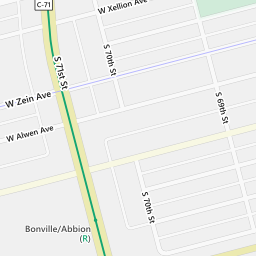 C-71
W Xellion Ave
S 70th St
S 71st St
W Zein Ave
S 69th St
W Alwen Ave
S 70th St
Bonville/Abbion
(R)